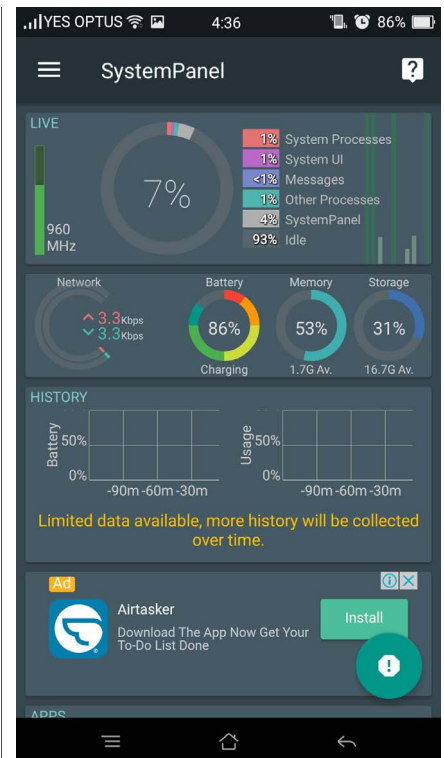 YES OPTUS 4:36 86%
SystemPanel
LIVE
7%
960
MHz
1% System Processes
1% System UI
<1% Messages
1% Other Processes
4% SystemPanel
93% Idle
Network
3.3Kbps
3.3Kbps
Battery
86%
Charging
Memory
53%
1.7G Av.
Storage
31%
16.7G Av.
HISTORY
Battery
50%
0%
-90m-60m-30m
Usage
50%
0%
-90m-60m-30m
Limited data available, more history will be collected
over time.
Ad
Airtasker
Download The App Now Get Your
To-Do List Done
Install
APPS